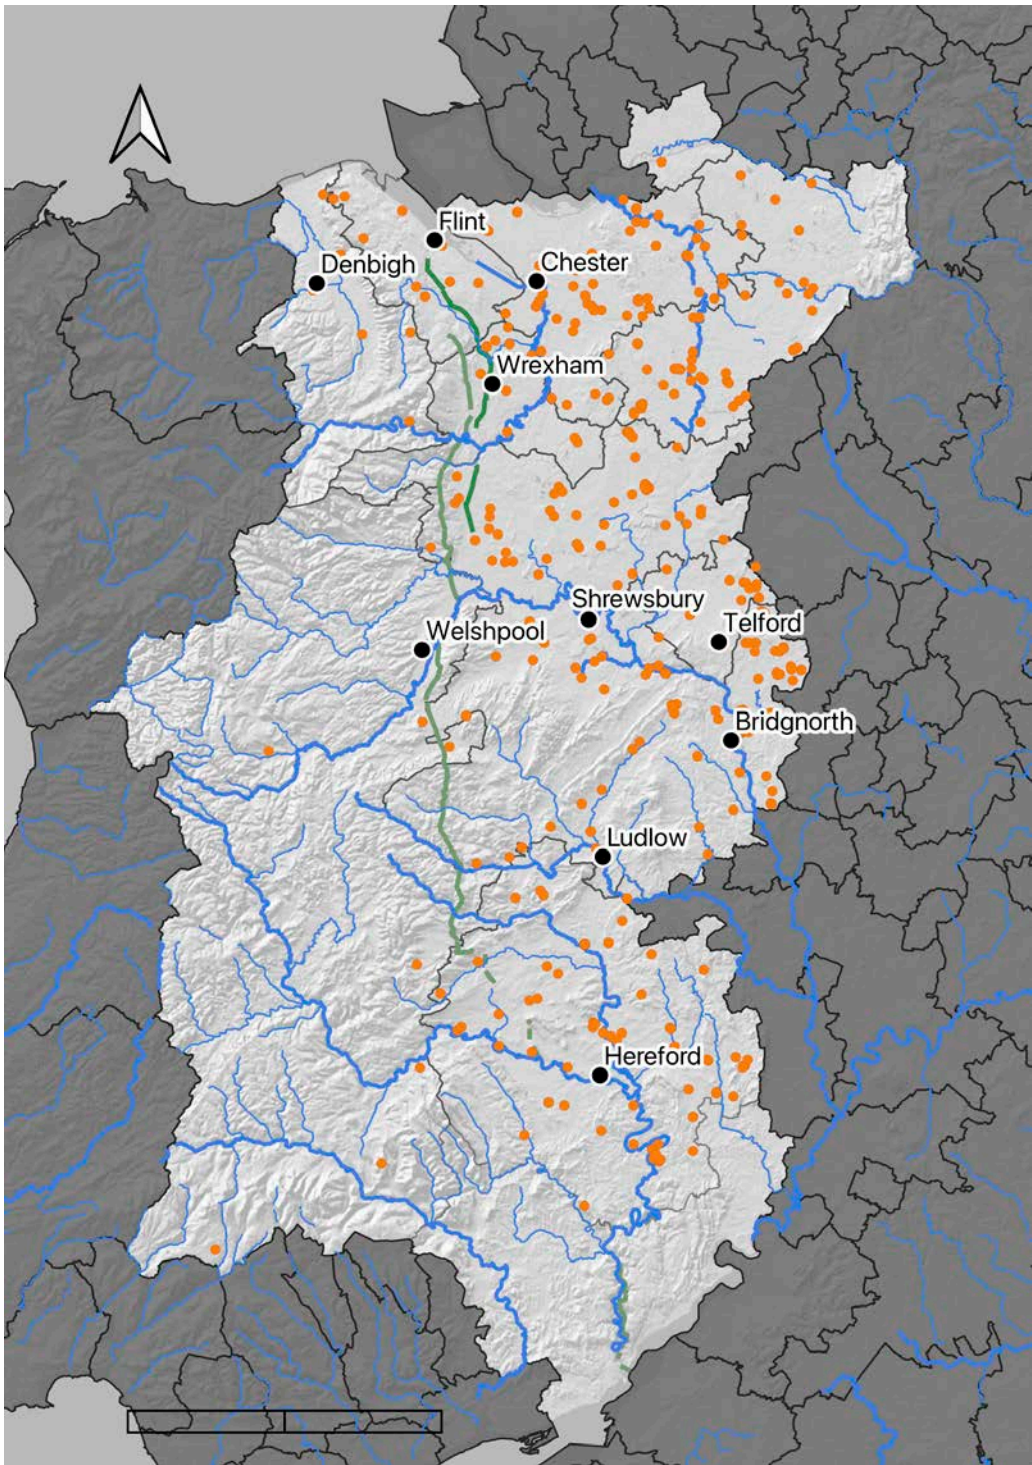 Flint
Denbigh
Chester
Wrexham
Shrewsbury
Telford
Welshpool
Bridgnorth
Ludlow
Hereford